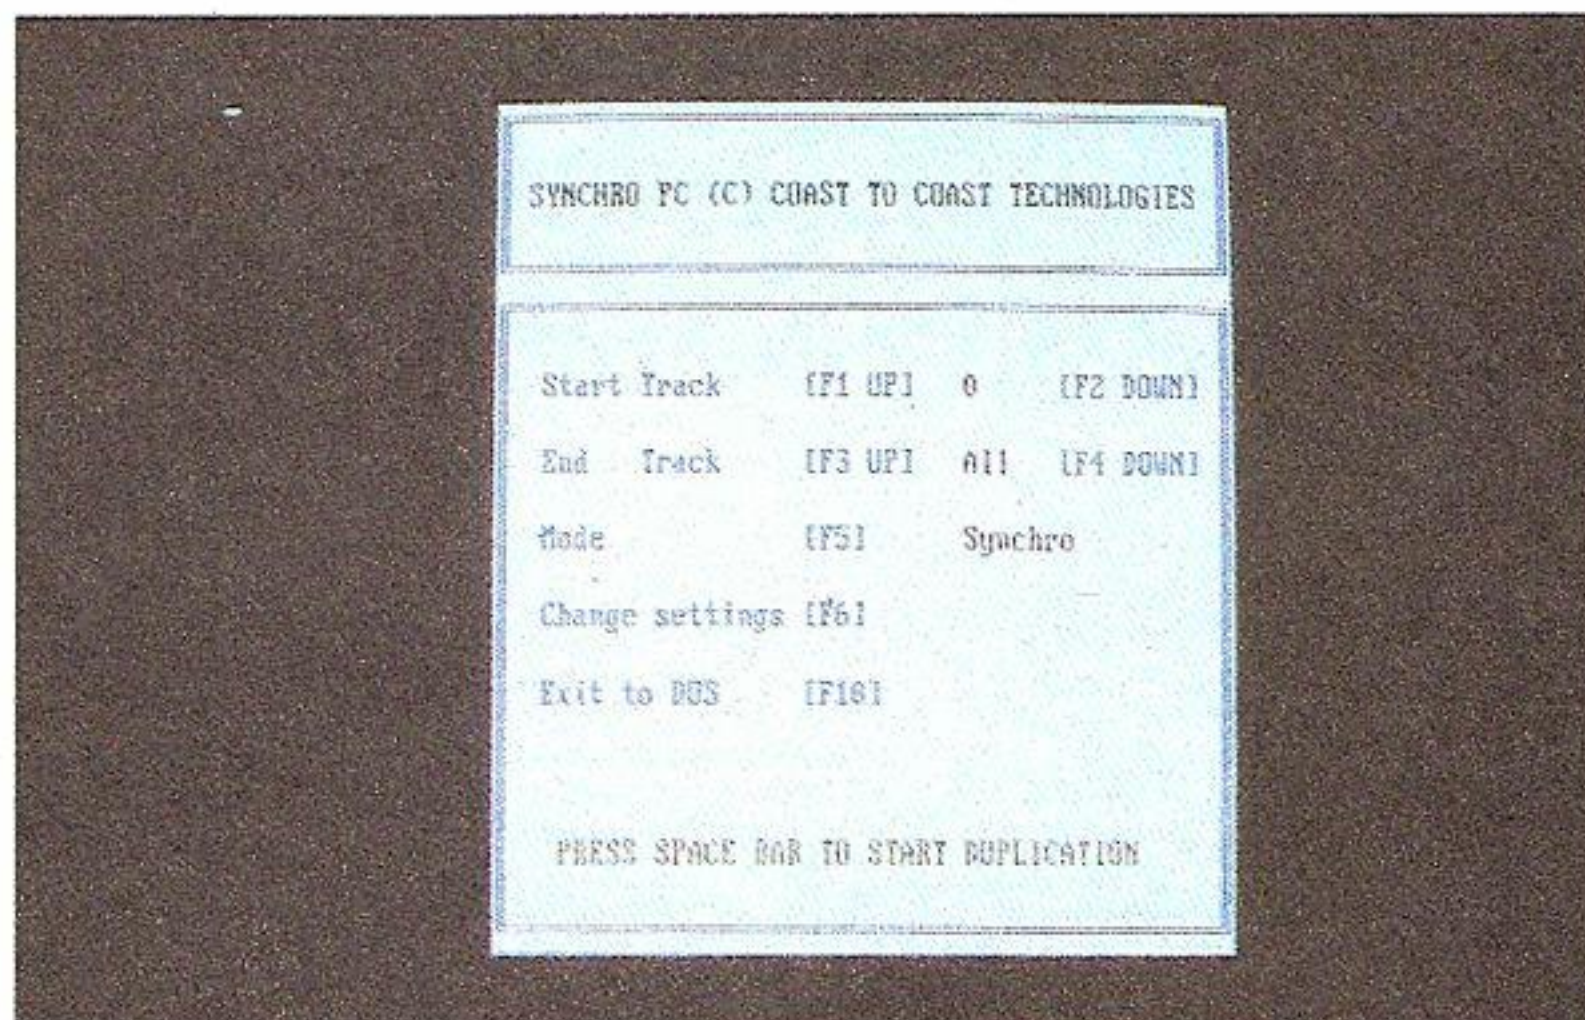 SYNCHRO PC (C) COAST TO COAST TECHNOLOGIES
Start Track [F1 UP] 0 [F2 DOWN]
End Track [F3 UP] All [F4 DOWN]
Mode [F5] Synchro
Change settings [F6]
Exit to DOS [F10]
PRESS SPACE BAR TO START DUPLICATION